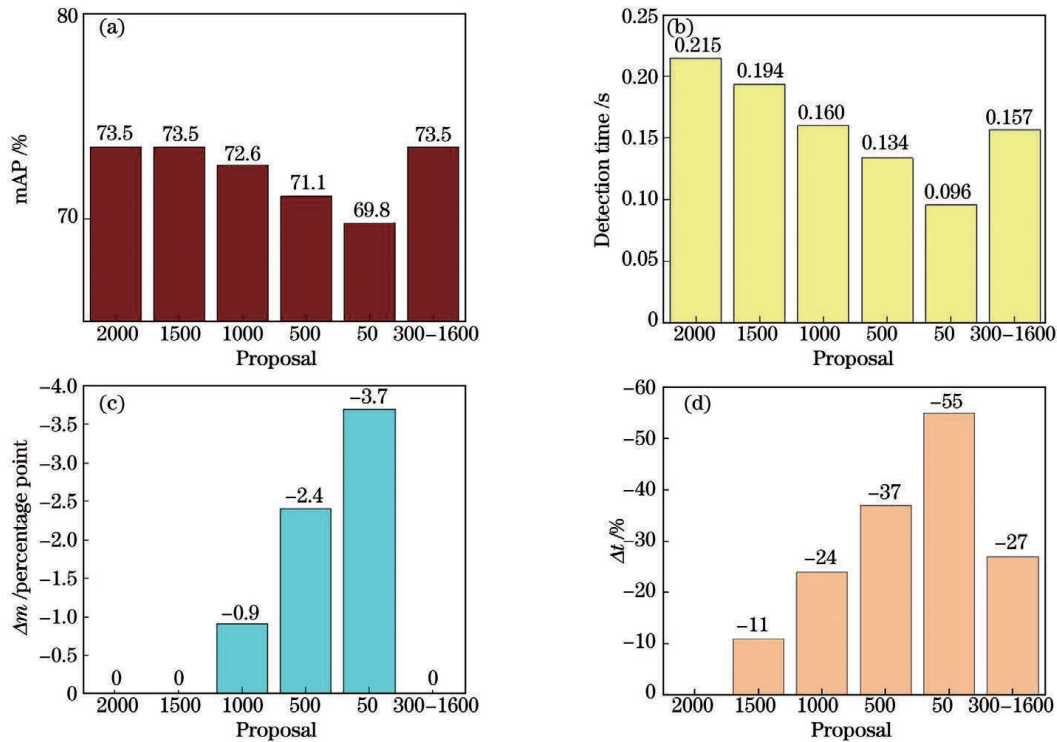 (a)
mAP /%
80
70
73.5 73.5 72.6 71.1 69.8 73.5
2000 1500 1000 500 50 300−1600
Proposal
(b)
Detection time /s
0.25
0.20
0.15
0.10
0.05
0
0.215 0.194 0.160 0.134 0.096 0.157
2000 1500 1000 500 50 300−1600
Proposal
(c)
Δm /percentage point
−4.0
−3.5
−3.0
−2.5
−2.0
−1.5
−1.0
−0.5
0
0 0 −0.9 −2.4 −3.7 0
2000 1500 1000 500 50 300−1600
Proposal
(d)
Δt /%
−60
−50
−40
−30
−20
−10
0
−11 −24 −37 −55 −27
2000 1500 1000 500 50 300−1600
Proposal